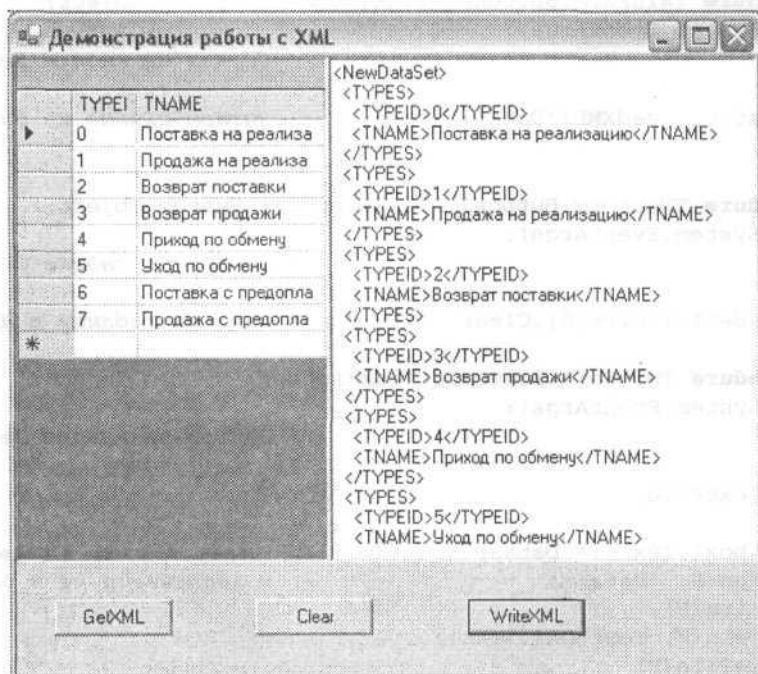 Демонстрация работы с XML
TYPEI TNAME
0 Поставка на реализа
1 Продажа на реализа
2 Возврат поставки
3 Возврат продажи
4 Приход по обмену
5 Уход по обмену
6 Поставка с предопла
7 Продажа с предопла
*
<NewDataSet>
<TYPES>
<TYPEID>0</TYPEID>
<TNAME>Поставка на реализацию</TNAME>
</TYPES>
<TYPES>
<TYPEID>1</TYPEID>
<TNAME>Продажа на реализацию</TNAME>
</TYPES>
<TYPES>
<TYPEID>2</TYPEID>
<TNAME>Возврат поставки</TNAME>
</TYPES>
<TYPES>
<TYPEID>3</TYPEID>
<TNAME>Возврат продажи</TNAME>
</TYPES>
<TYPES>
<TYPEID>4</TYPEID>
<TNAME>Приход по обмену</TNAME>
</TYPES>
<TYPES>
<TYPEID>5</TYPEID>
<TNAME>Уход по обмену</TNAME>
GetXML Clear WriteXML